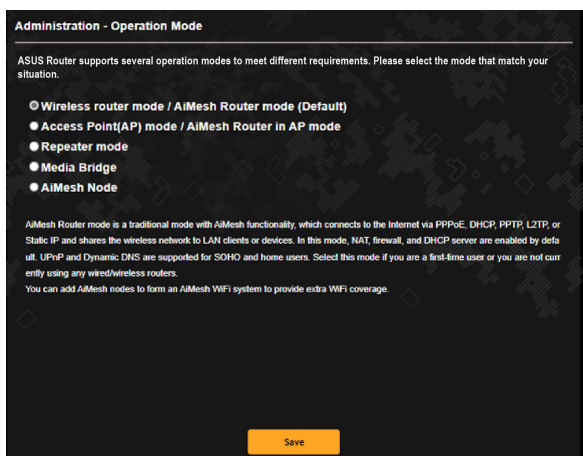 Administration - Operation Mode
ASUS Router supports several operation modes to meet different requirements. Please select the mode that match your
situation.
Wireless router mode / AiMesh Router mode (Default)
Access Point(AP) mode / AiMesh Router in AP mode
Repeater mode
Media Bridge
AiMesh Node
AiMesh Router mode is a traditional mode with AiMesh functionality, which connects to the Internet via PPPoE, DHCP, PPTP, L2TP, or
Static IP and shares the wireless network to LAN clients or devices. In this mode, NAT, firewall, and DHCP server are enabled by defa
ult. UPnP and Dynamic DNS are supported for SOHO and home users. Select this mode if you are a first-time user or you are not curr
ently using any wired/wireless routers.
You can add AiMesh nodes to form an AiMesh WiFi system to provide extra WiFi coverage.
Save